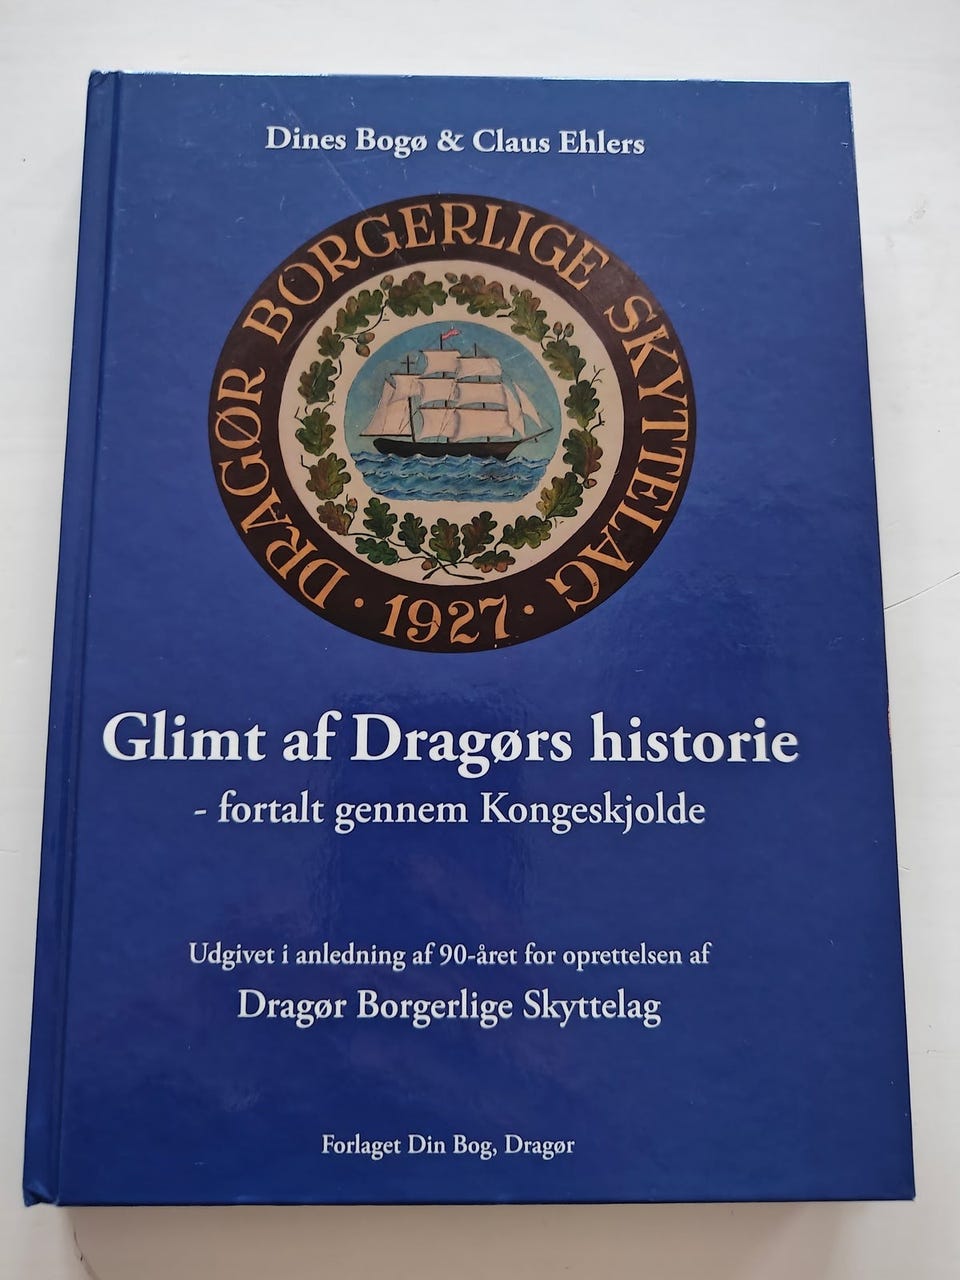 Dines Bogø & Claus Ehlers
DRAGØR BORGERLIGE SKYTTELAG
· 1927 ·
Glimt af Dragørs historie
- fortalt gennem Kongeskjolde
Udgivet i anledning af 90-året for oprettelsen af
Dragør Borgerlige Skyttelag
Forlaget Din Bog, Dragør